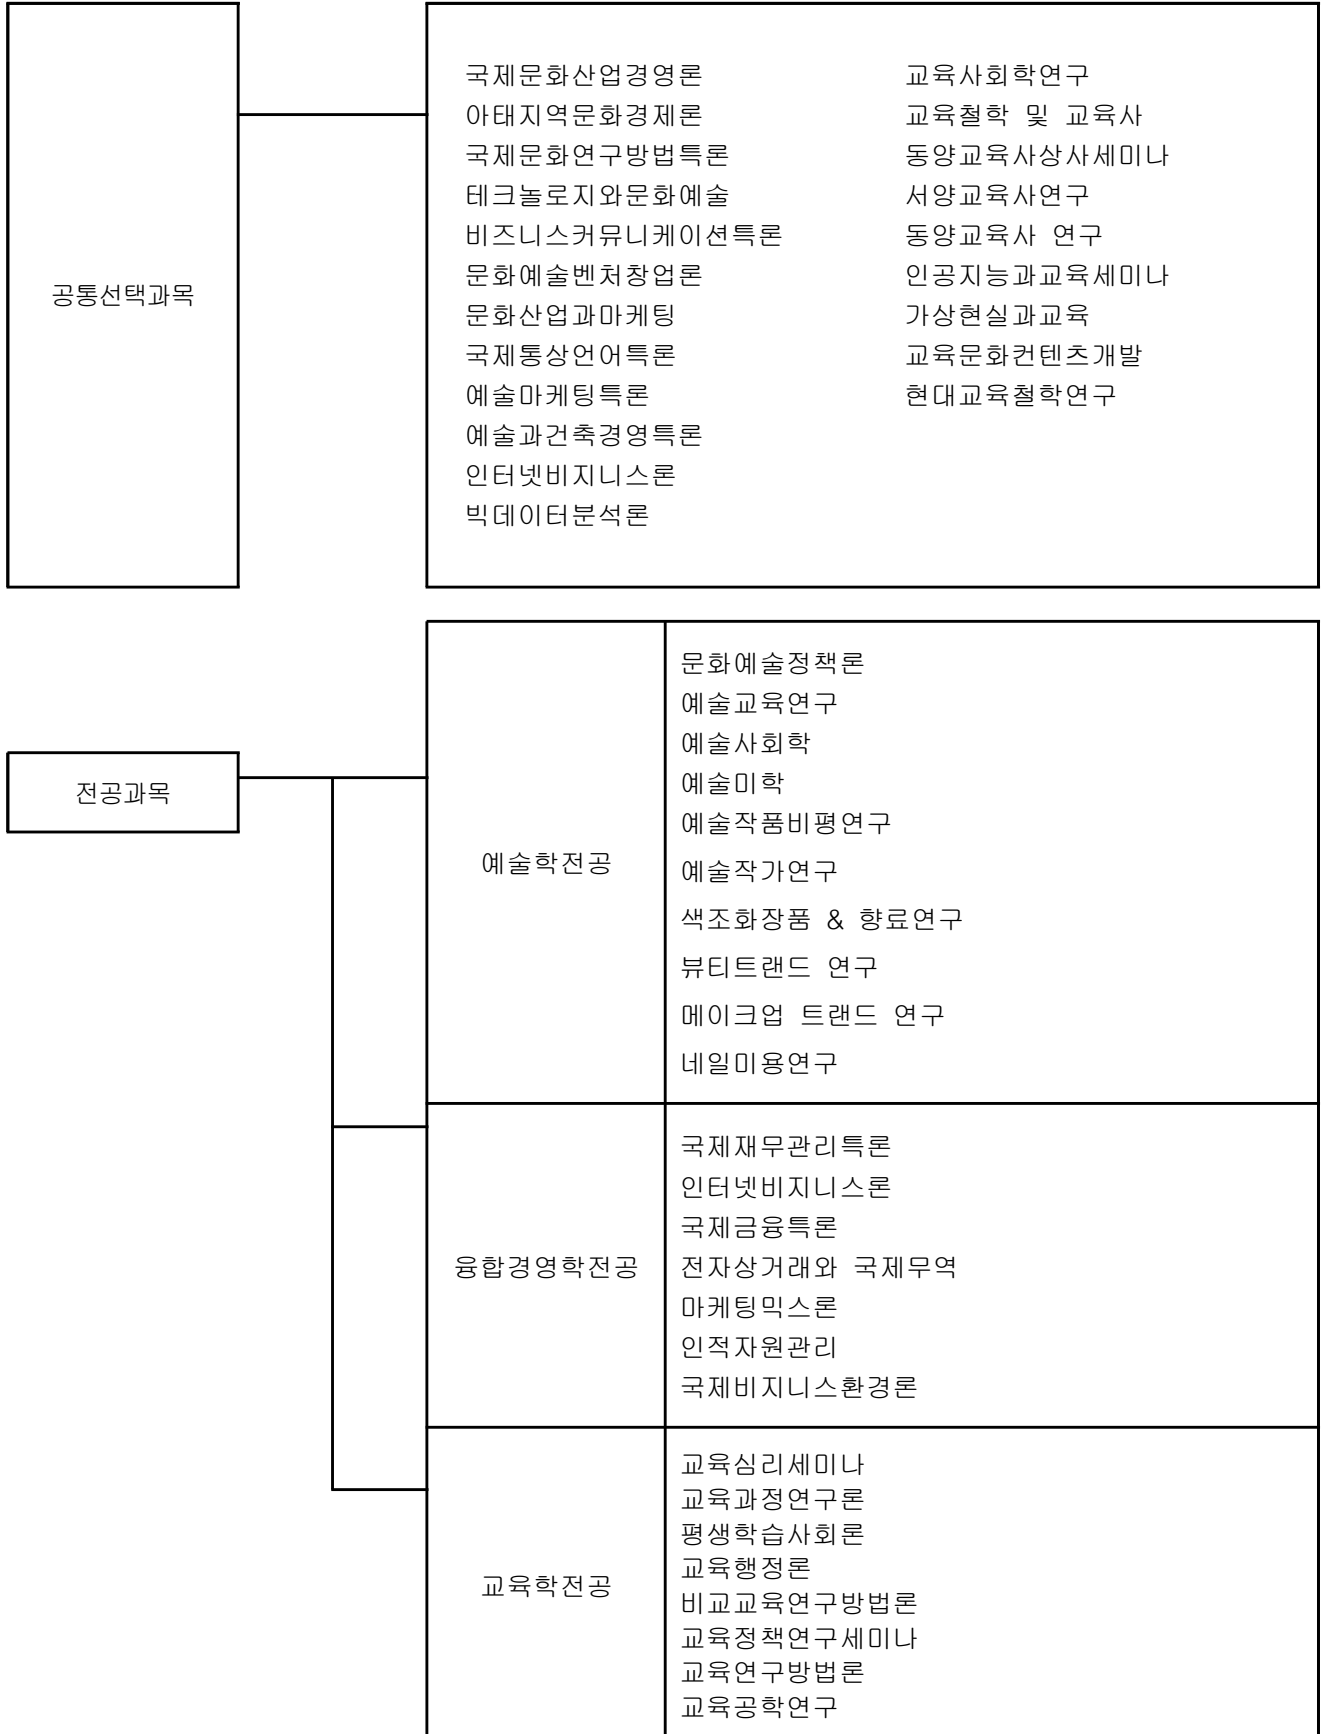 공통선택과목
국제문화산업경영론
아태지역문화경제론
국제문화연구방법특론
테크놀로지와문화예술
비즈니스커뮤니케이션특론
문화예술벤처창업론
문화산업과마케팅
국제통상언어특론
예술마케팅특론
예술과건축경영특론
인터넷비지니스론
빅데이터분석론
교육사회학연구
교육철학 및 교육사
동양교육사상사세미나
서양교육사연구
동양교육사 연구
인공지능과교육세미나
가상현실과교육
교육문화컨텐츠개발
현대교육철학연구
전공과목
예술학전공
문화예술정책론
예술교육연구
예술사회학
예술미학
예술작품비평연구
예술작가연구
색조화장품 & 향료연구
뷰티트랜드 연구
메이크업 트랜드 연구
네일미용연구
융합경영학전공
국제재무관리특론
인터넷비지니스론
국제금융특론
전자상거래와 국제무역
마케팅믹스론
인적자원관리
국제비지니스환경론
교육학전공
교육심리세미나
교육과정연구론
평생학습사회론
교육행정론
비교교육연구방법론
교육정책연구세미나
교육연구방법론
교육공학연구